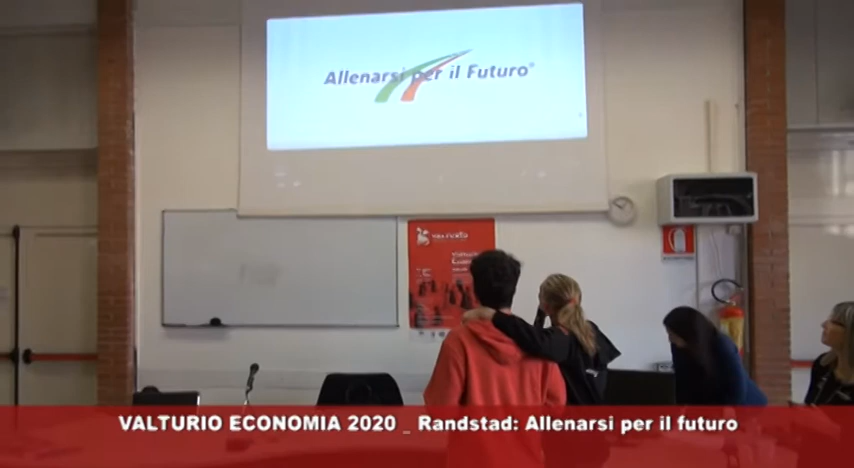 Allenarsi per il Futuro®
VALTURIO ECONOMIA 2020 _ Randstad: Allenarsi per il futuro